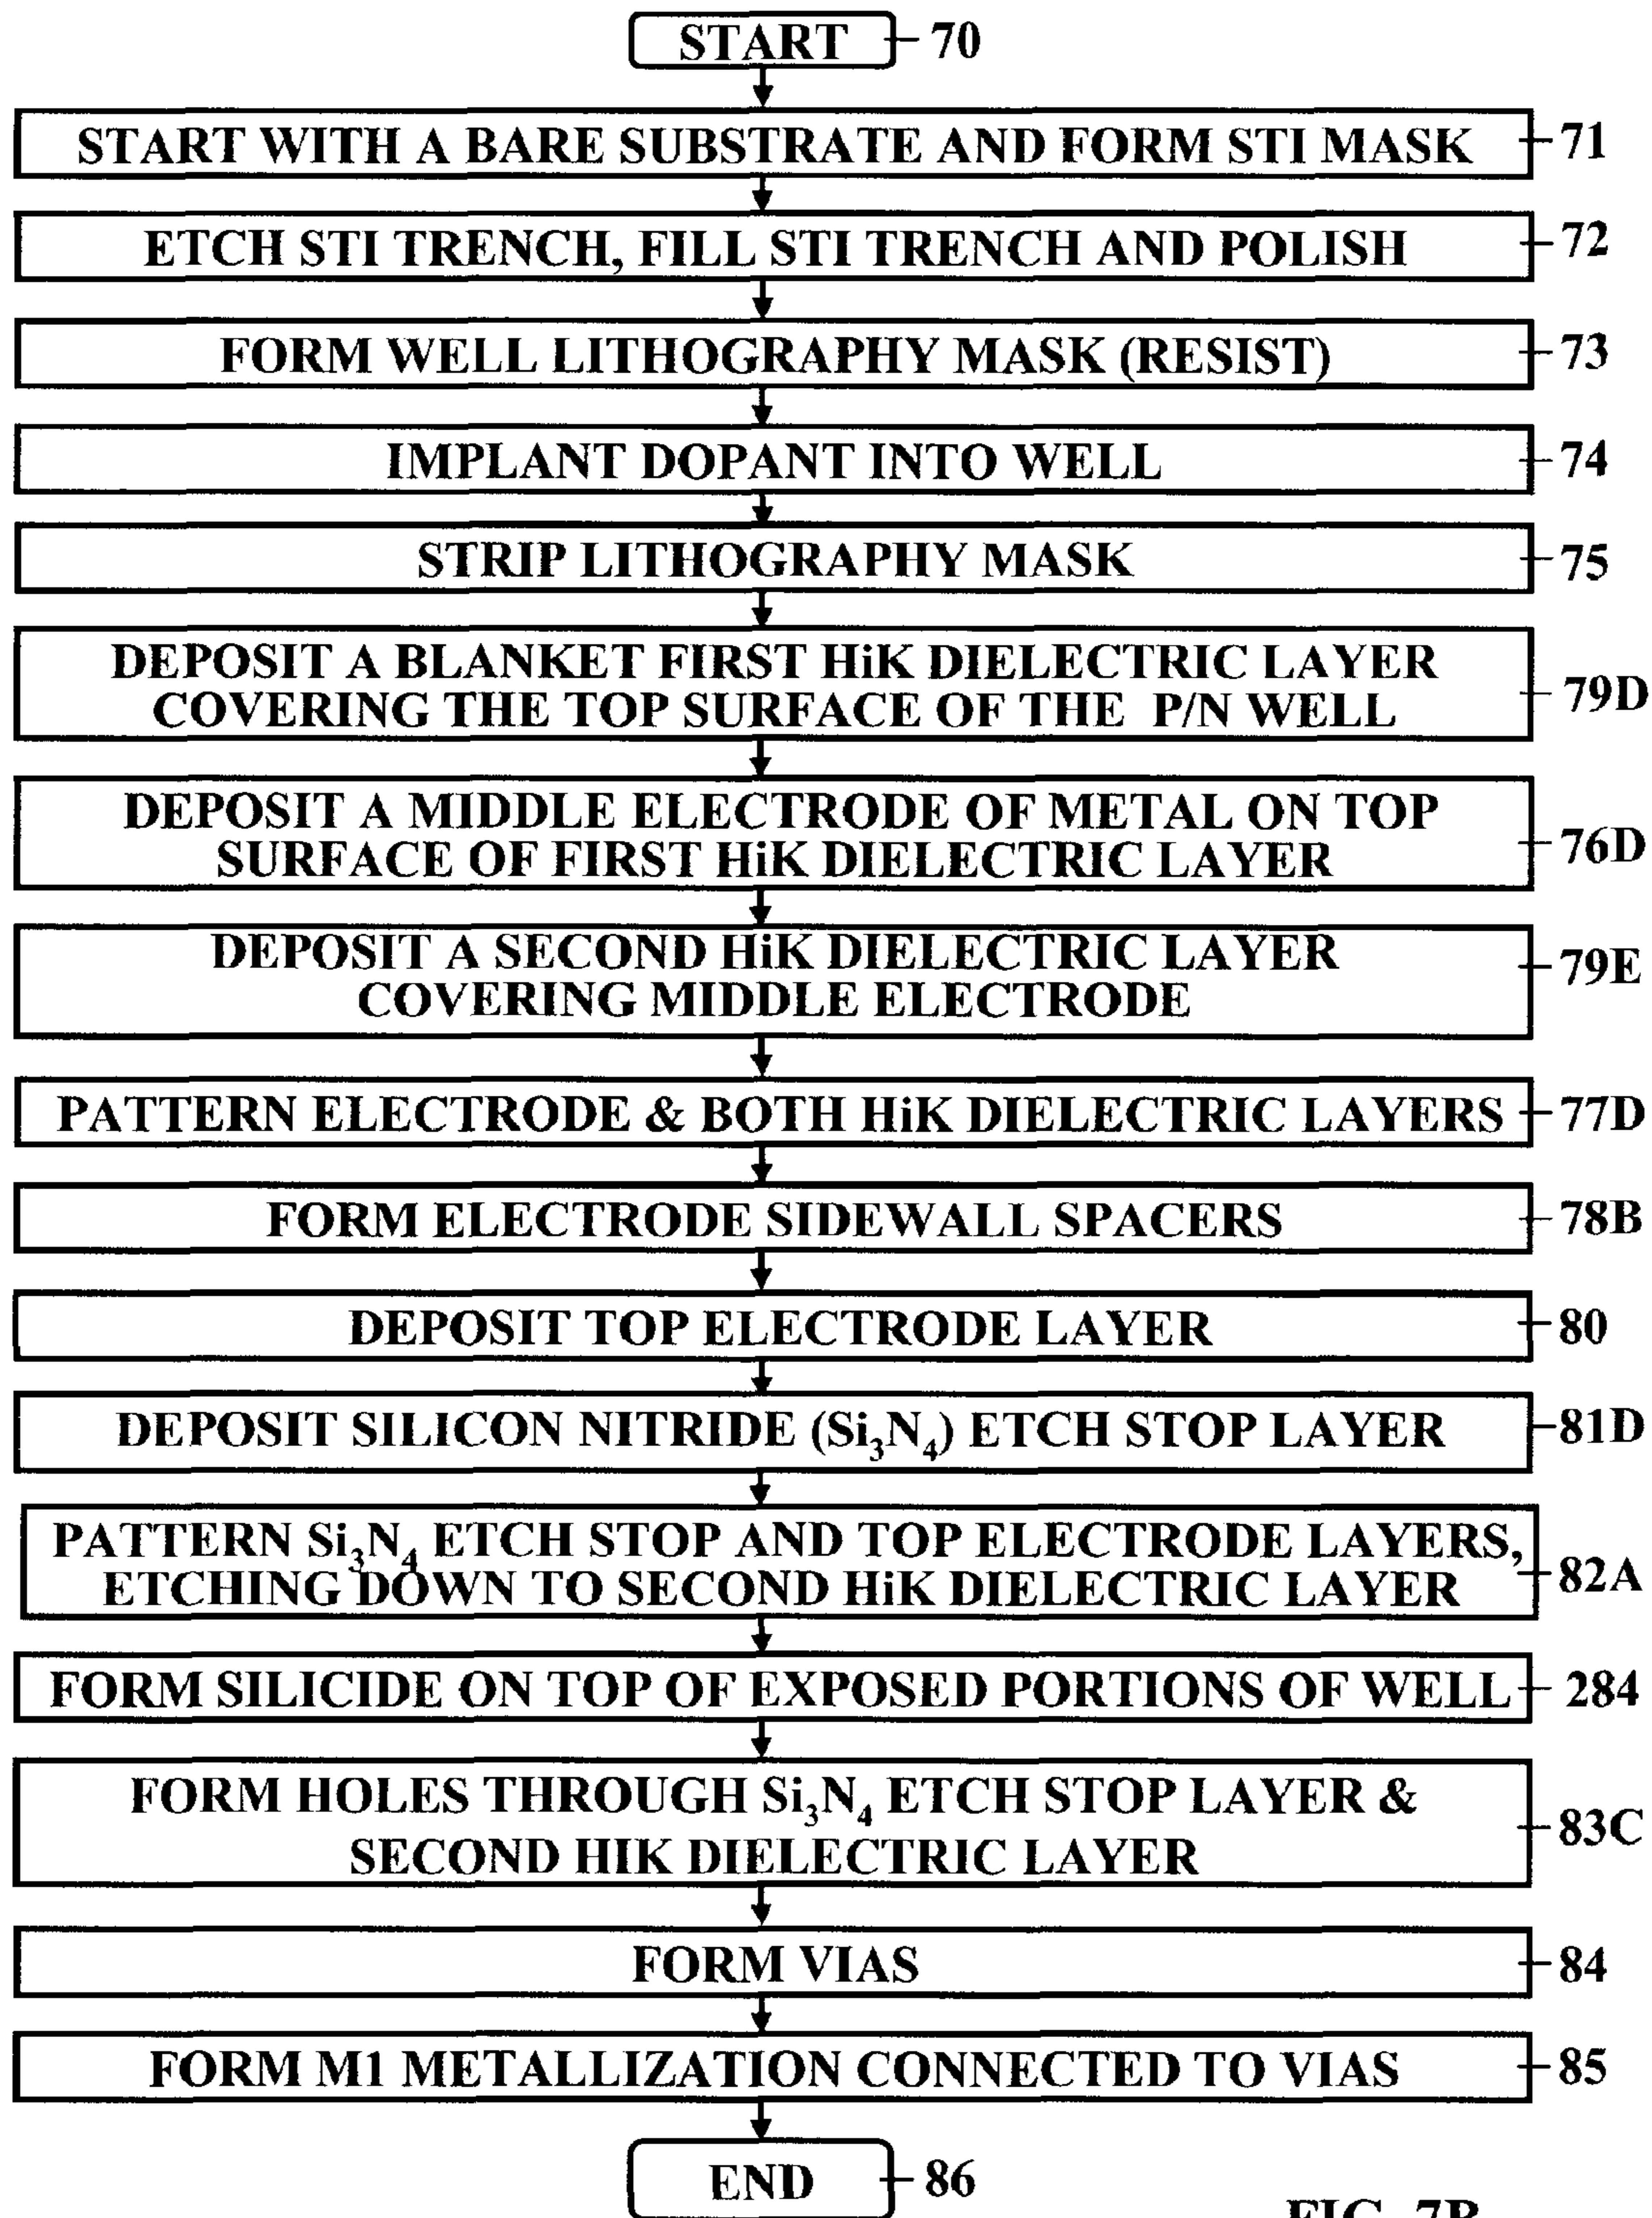 START 70
START WITH A BARE SUBSTRATE AND FORM STI MASK 71
ETCH STI TRENCH, FILL STI TRENCH AND POLISH 72
FORM WELL LITHOGRAPHY MASK (RESIST) 73
IMPLANT DOPANT INTO WELL 74
STRIP LITHOGRAPHY MASK 75
DEPOSIT A BLANKET FIRST HiK DIELECTRIC LAYER
COVERING THE TOP SURFACE OF THE P/N WELL 79D
DEPOSIT A MIDDLE ELECTRODE OF METAL ON TOP
SURFACE OF FIRST HiK DIELECTRIC LAYER 76D
DEPOSIT A SECOND HiK DIELECTRIC LAYER 79E
COVERING MIDDLE ELECTRODE
PATTERN ELECTRODE & BOTH HiK DIELECTRIC LAYERS 77D
FORM ELECTRODE SIDEWALL SPACERS 78B
DEPOSIT TOP ELECTRODE LAYER 80
DEPOSIT SILICON NITRIDE (Si₃N₄) ETCH STOP LAYER 81D
PATTERN Si₃N₄ ETCH STOP AND TOP ELECTRODE LAYERS,
ETCHING DOWN TO SECOND HiK DIELECTRIC LAYER 82A
FORM SILICIDE ON TOP OF EXPOSED PORTIONS OF WELL 284
FORM HOLES THROUGH Si₃N₄ ETCH STOP LAYER &
SECOND HIK DIELECTRIC LAYER 83C
FORM VIAS 84
FORM M1 METALLIZATION CONNECTED TO VIAS 85
END 86
FIG. 7B